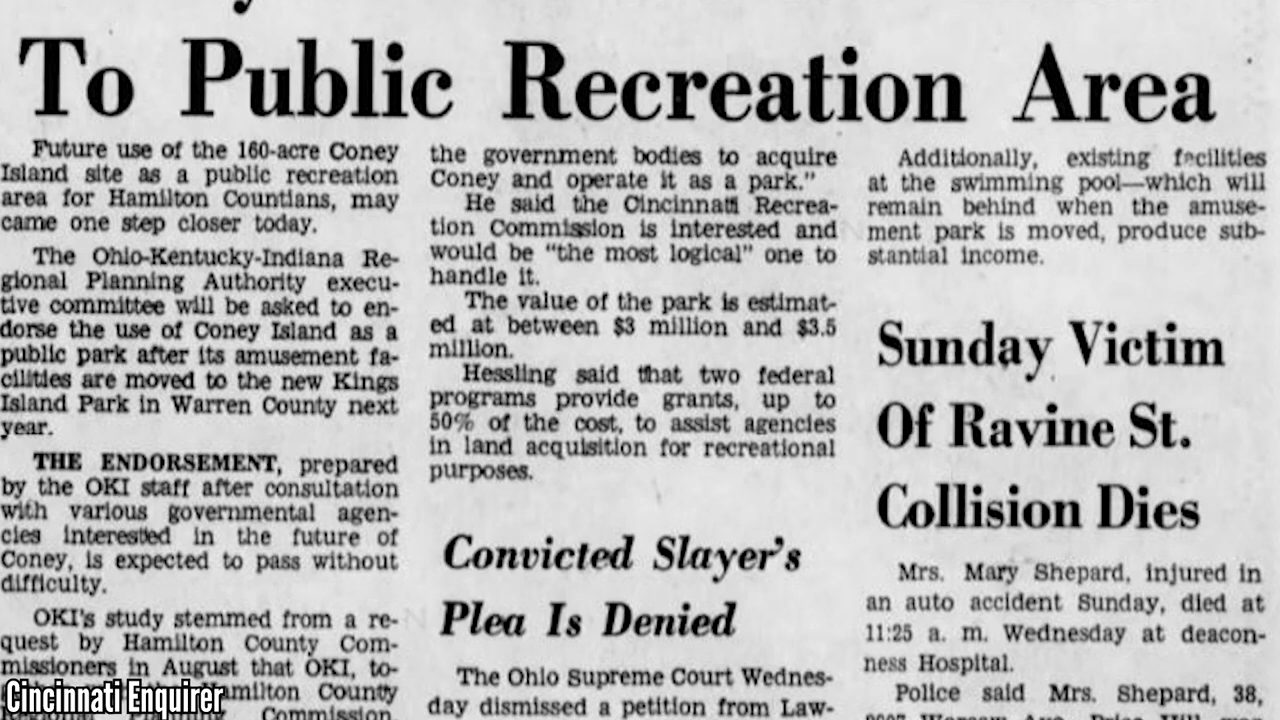 To Public Recreation Area
Future use of the 160-acre Coney
Island site as a public recreation
area for Hamilton Countians, may
came one step closer today.
The Ohio-Kentucky-Indiana Re-
gional Planning Authority execu-
tive committee will be asked to en-
dorse the use of Coney Island as a
public park after its amusement fa-
cilities are moved to the new Kings
Island Park in Warren County next
year.
THE ENDORSEMENT, prepared
by the OKI staff after consultation
with various governmental agen-
cies interested in the future of
Coney, is expected to pass without
difficulty.
OKI's study stemmed from a re-
quest by Hamilton County Com-
missioners in August that OKI, to-
amilton County
Commission,
the government bodies to acquire
Coney and operate it as a park."
He said the Cincinnati Recrea-
tion Commission is interested and
would be "the most logical" one to
handle it.
The value of the park is estimat-
ed at between $3 million and $3.5
million.
Hessling said that two federal
programs provide grants, up to
50% of the cost, to assist agencies
in land acquisition for recreational
purposes.
Convicted Slayer's
Plea Is Denied
The Ohio Supreme Court Wednes-
day dismissed a petition from Law-
Additionally, existing facilities
at the swimming pool—which will
remain behind when the amuse-
ment park is moved, produce sub-
stantial income.
Sunday Victim
Of Ravine St.
Collision Dies
Mrs. Mary Shepard, injured in
an auto accident Sunday, died at
11:25 a. m. Wednesday at deacon-
ness Hospital.
Police said Mrs. Shepard, 38,
Cincinnati Enquirer